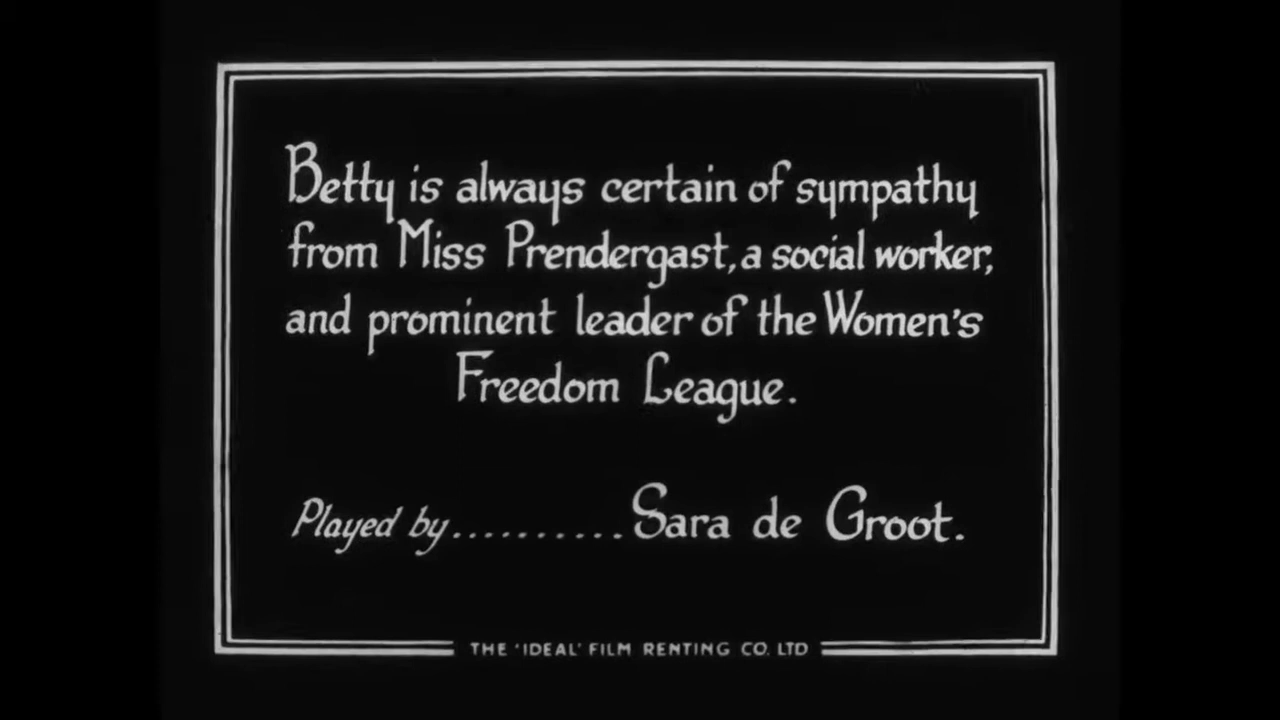 Betty is always certain of sympathy
from Miss Prendergast, a social worker,
and prominent leader of the Women's
Freedom League.
Played by...........Sara de Groot.
THE 'IDEAL' FILM RENTING CO. LTD